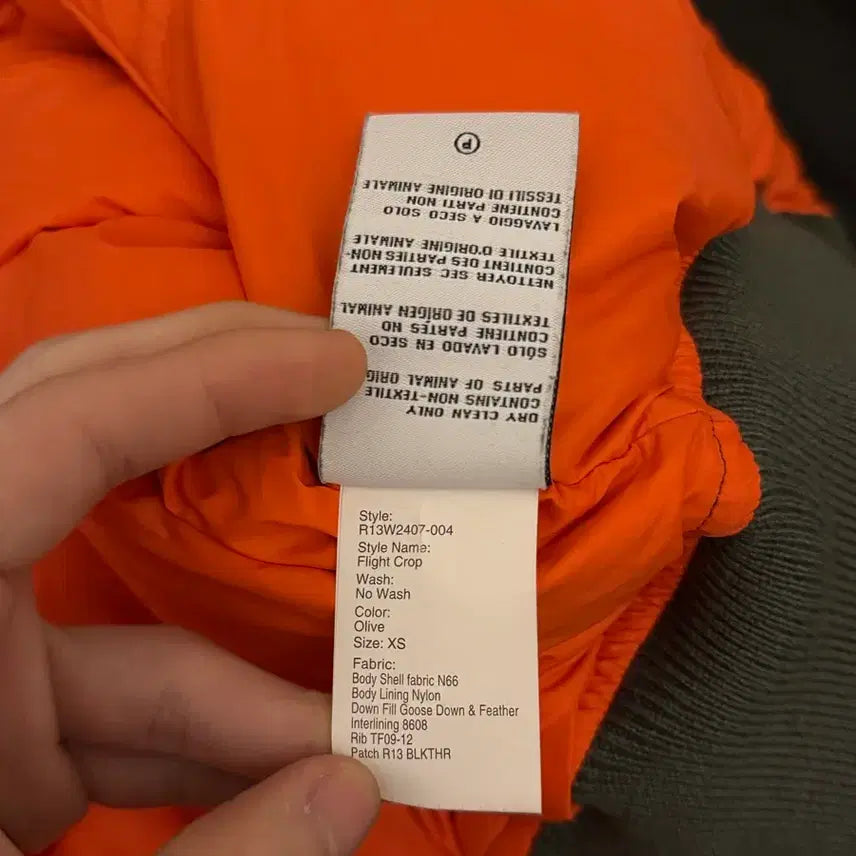 DRY CLEAN ONLY
CONTAINS NON-TEXTILE
PARTS OF ANIMAL ORIG
SÓLO LAVADO EN SECO
CONTIENE PARTES NO
TEXTILES DE ORIGEN ANIMAL
NETTOYER SEC SEULEMENT
CONTIENT DES PARTIES NON-
TEXTILE D'ORIGINE ANIMALE
LAVAGGIO A SECO SOLO
CONTIENE PARTI NON
TESSILI DI ORIGINE ANIMALE
P
Style:
R13W2407-004
Style Name:
Flight Crop
Wash:
No Wash
Color:
Olive
Size: XS
Fabric:
Body Shell fabric N66
Body Lining Nylon
Down Fill Goose Down & Feather
Interlining 8608
Rib TF09-12
Patch R13 BLKTHR